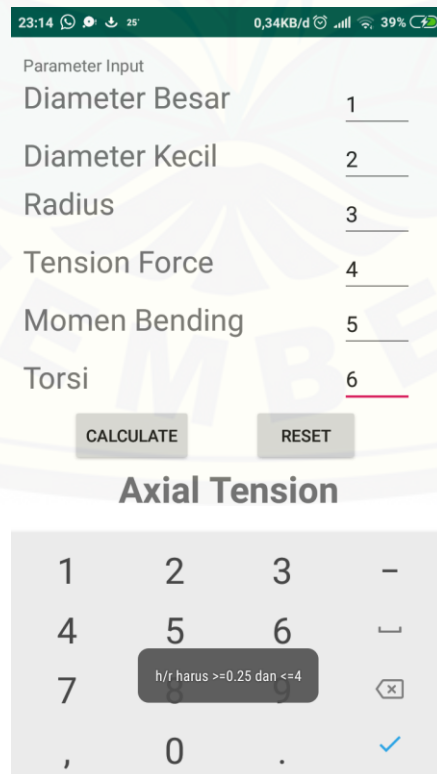 23:14 25' 0,34KB/d 39%
Parameter Input
Diameter Besar 1
Diameter Kecil 2
Radius 3
Tension Force 4
Momen Bending 5
Torsi 6
CALCULATE RESET
Axial Tension
1 2 3 -
4 5 6
7 8 9
h/r harus >=0.25 dan <=4
, 0 .